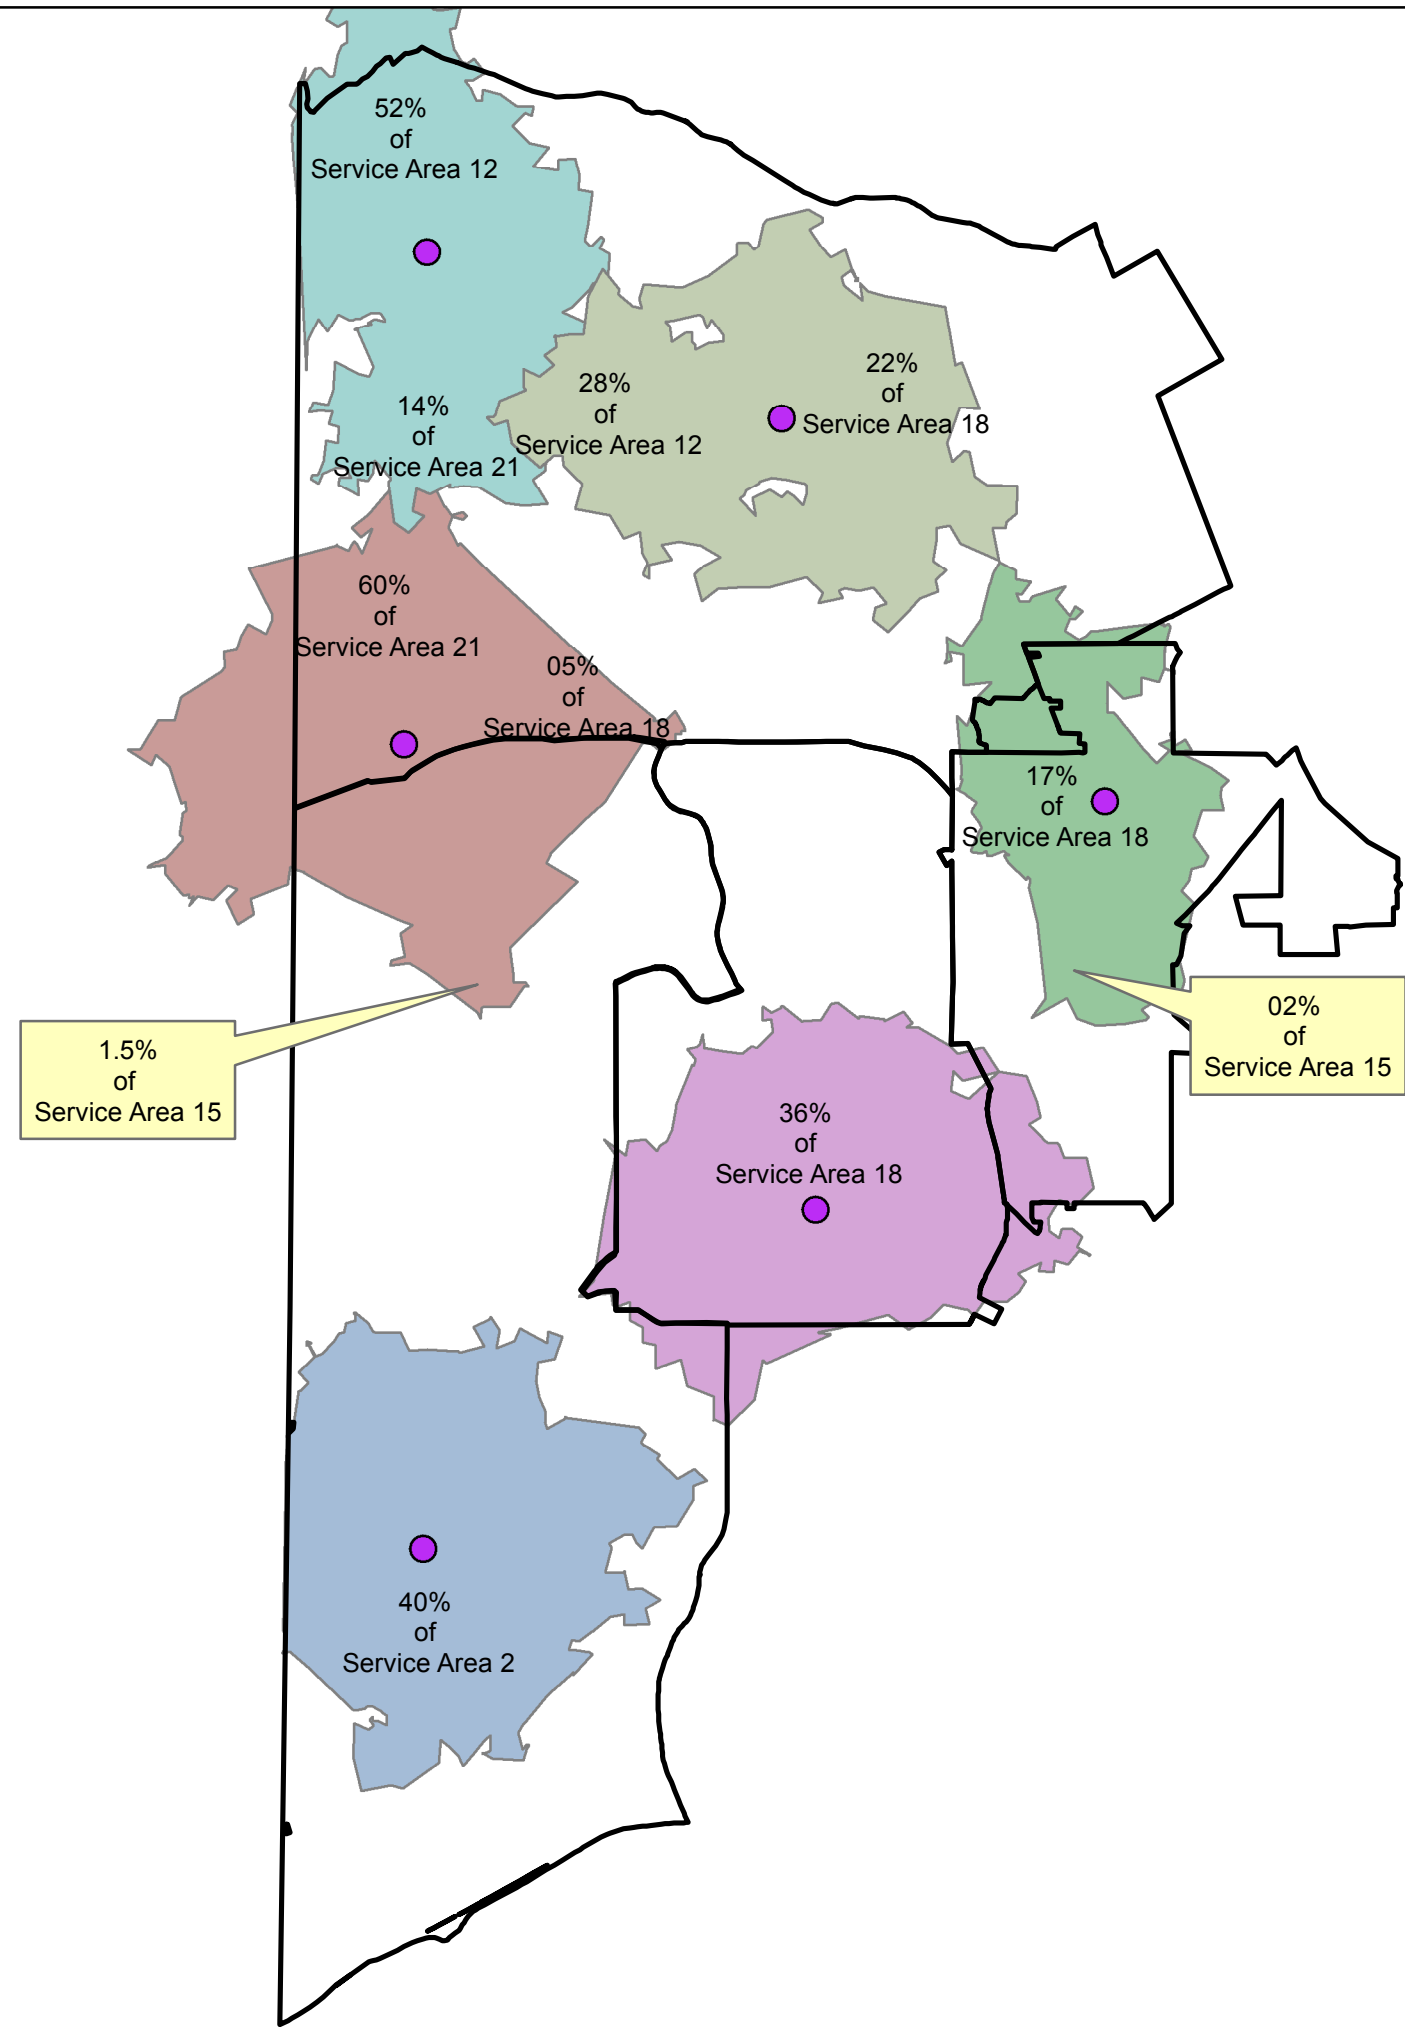 52%
of
Service Area 12
22%
of
Service Area 18
28%
of
Service Area 12
14%
of
Service Area 21
60%
of
Service Area 21
05%
of
Service Area 18
17%
of
Service Area 18
02%
of
Service Area 15
1.5%
of
Service Area 15
36%
of
Service Area 18
40%
of
Service Area 2